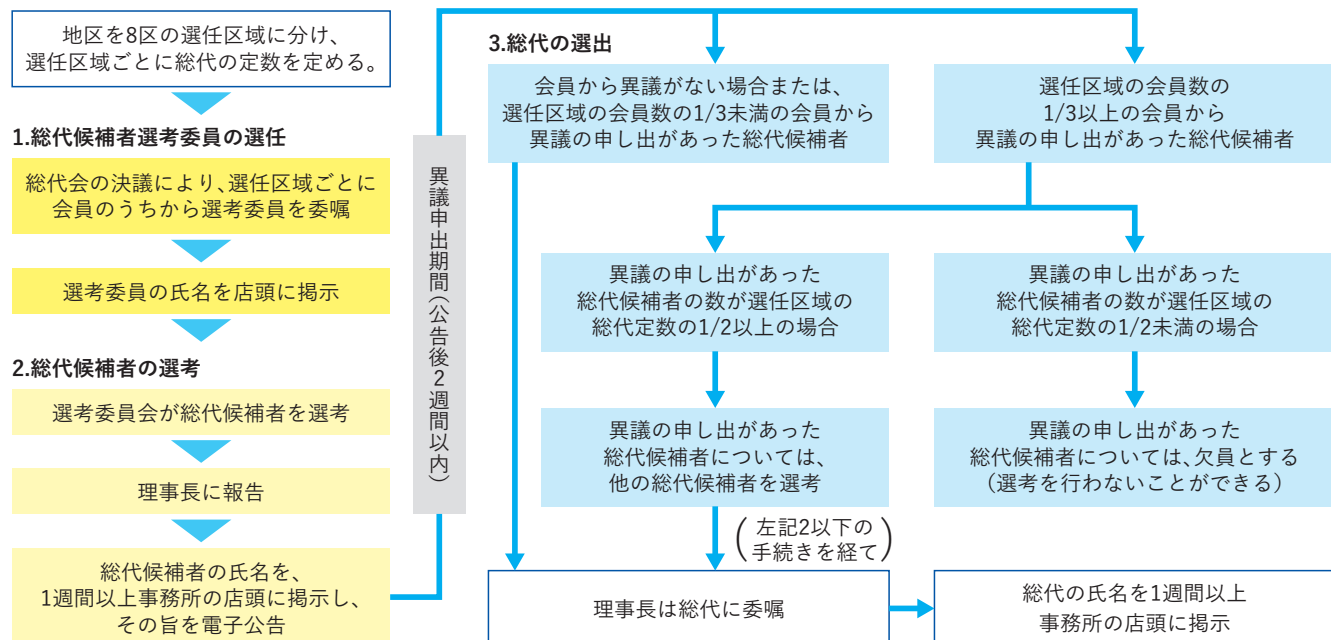 地区を8区の選任区域に分け、
選任区域ごとに総代の定数を定める。
1.総代候補者選考委員の選任
総代会の決議により、選任区域ごとに
会員のうちから選考委員を委嘱
選考委員の氏名を店頭に掲示
2.総代候補者の選考
選考委員会が総代候補者を選考
理事長に報告
総代候補者の氏名を、
1週間以上事務所の店頭に掲示し、
その旨を電子公告
異議申出期間(公告後2週間以内)
3.総代の選出
会員から異議がない場合または、
選任区域の会員数の1/3未満の会員から
異議の申し出があった総代候補者
選任区域の会員数の
1/3以上の会員から
異議の申し出があった総代候補者
異議の申し出があった
総代候補者の数が選任区域の
総代定数の1/2以上の場合
異議の申し出があった
総代候補者の数が選任区域の
総代定数の1/2未満の場合
異議の申し出があった
総代候補者については、
他の総代候補者を選考
異議の申し出があった
総代候補者については、欠員とする
(選考を行わないことができる)
(左記2以下の
手続きを経て)
理事長は総代に委嘱
総代の氏名を1週間以上
事務所の店頭に掲示